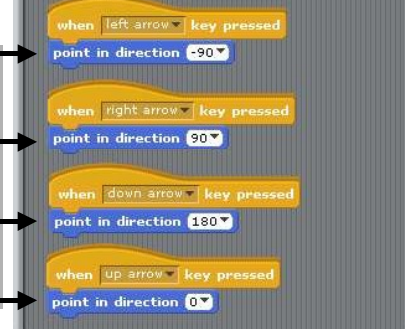 when left arrow key pressed
point in direction -90
when right arrow key pressed
point in direction 90
when down arrow key pressed
point in direction 180
when up arrow key pressed
point in direction 0